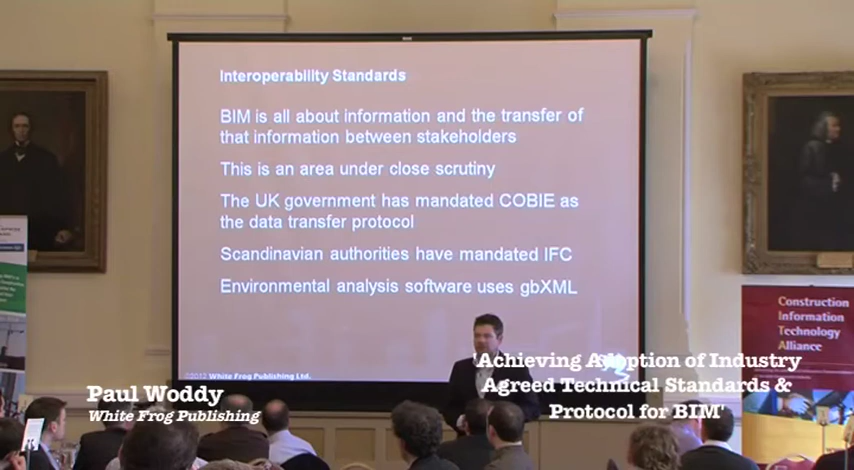 Interoperability Standards
BIM is all about information and the transfer of
that information between stakeholders
This is an area under close scrutiny
The UK government has mandated COBIE as
the data transfer protocol
Scandinavian authorities have mandated IFC
Environmental analysis software uses gbXML
©2012 White Frog Publishing Ltd.
Construction
Information
Technology
Alliance
'Achieving Adoption of Industry
Agreed Technical Standards &
Protocol for BIM'
Paul Woddy
White Frog Publishing